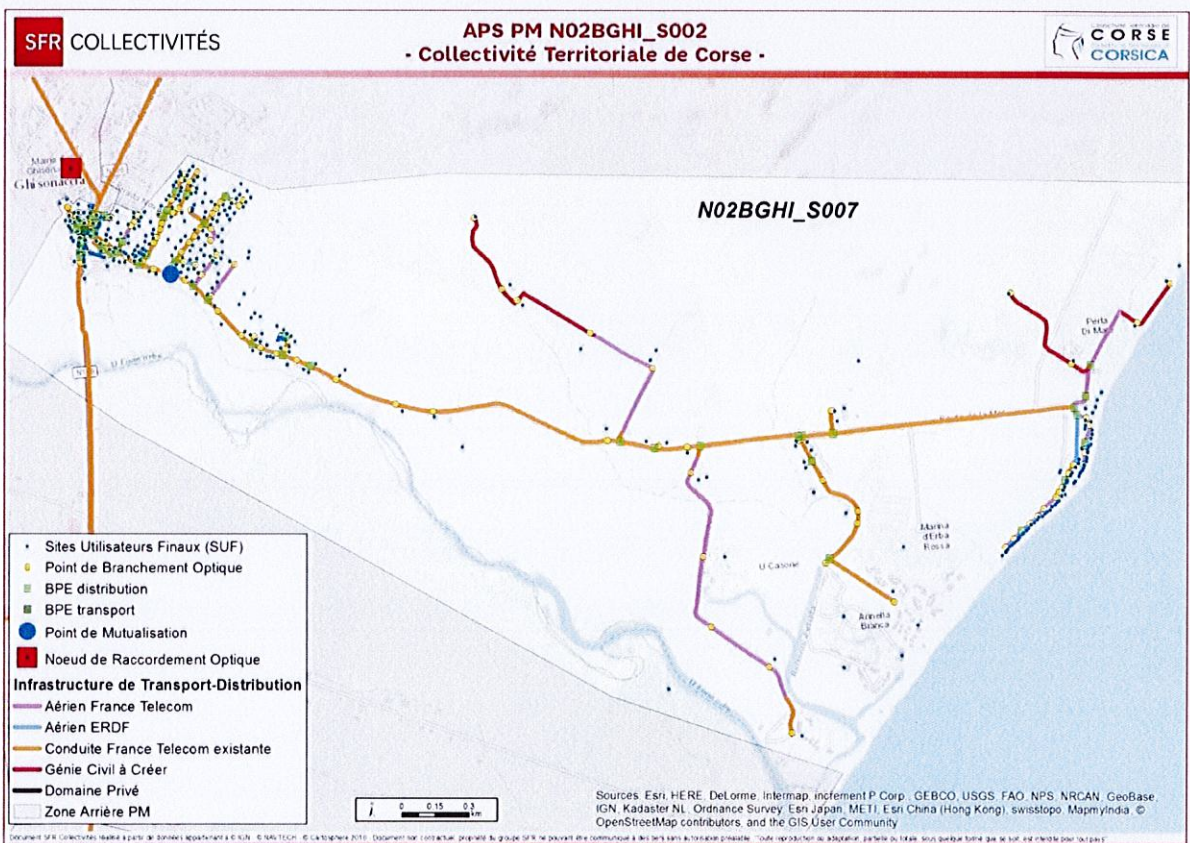 SFR COLLECTIVITÉS
APS PM N02BGHI_S002
- Collectivité Territoriale de Corse -
CORSE
CORSICA
Ghisonaccia
N02BGHI_S007
Perla
Di Mare
Marina
d'Erba
Rossa
U Casone
Annella
Bianca
Sites Utilisateurs Finaux (SUF)
Point de Branchement Optique
BPE distribution
BPE transport
Point de Mutualisation
Noeud de Raccordement Optique
Infrastructure de Transport-Distribution
Aérien France Telecom
Aérien ERDF
Conduite France Telecom existante
Génie Civil à Créer
Domaine Privé
Zone Arrière PM
0 0.15 0.3
km
Sources: Esri, HERE, DeLorme, Intermap, increment P Corp., GEBCO, USGS, FAO, NPS, NRCAN, GeoBase,
IGN, Kadaster NL, Ordnance Survey, Esri Japan, METI, Esri China (Hong Kong), swisstopo, MapmyIndia, ©
OpenStreetMap contributors, and the GIS User Community